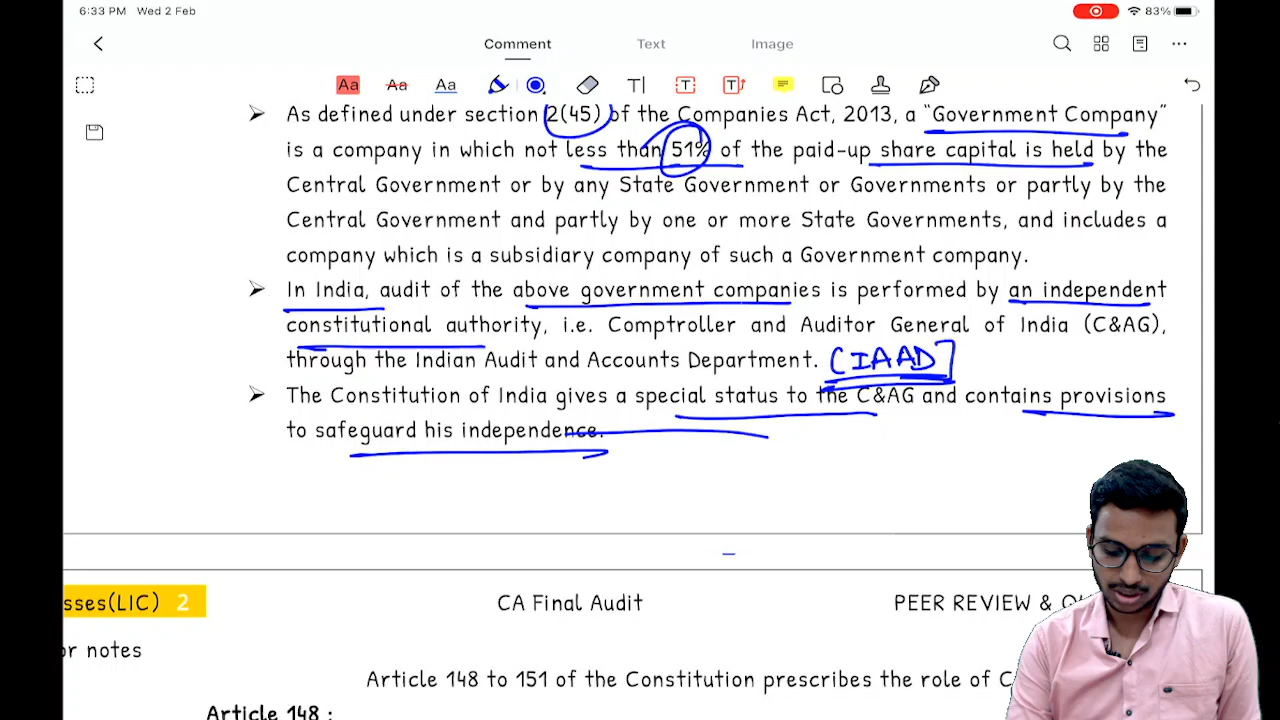 6:33 PM Wed 2 Feb
83%
Comment
Text
Image
Aa Aa Aa T T T
As defined under section 2(45) of the Companies Act, 2013, a “Government Company”
is a company in which not less than 51% of the paid-up share capital is held by the
Central Government or by any State Government or Governments or partly by the
Central Government and partly by one or more State Governments, and includes a
company which is a subsidiary company of such a Government company.
In India, audit of the above government companies is performed by an independent
constitutional authority, i.e. Comptroller and Auditor General of India (C&AG),
through the Indian Audit and Accounts Department. [IAAD]
The Constitution of India gives a special status to the C&AG and contains provisions
to safeguard his independence.
sses(LIC) 2
CA Final Audit
PEER REVIEW &
or notes
Article 148 to 151 of the Constitution prescribes the role of
Article 148 :